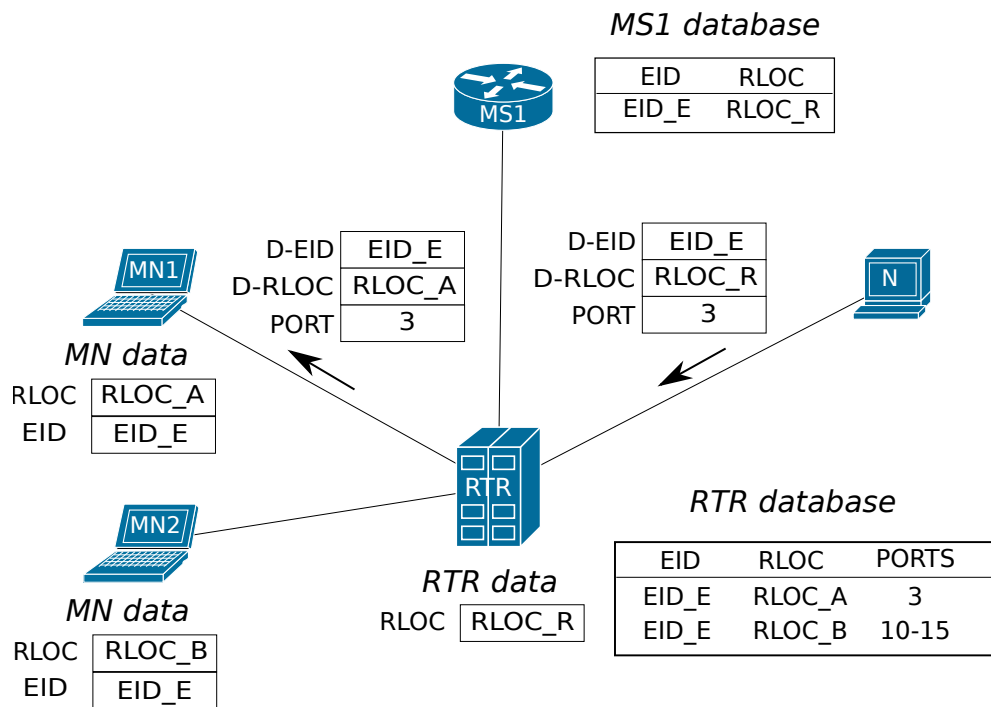 MS1 database
EID RLOC
EID_E RLOC_R
MS1
D-EID EID_E
D-RLOC RLOC_A
PORT 3
D-EID EID_E
D-RLOC RLOC_R
PORT 3
MN1
N
MN data
RLOC RLOC_A
EID EID_E
RTR
MN2
MN data
RLOC RLOC_B
EID EID_E
RTR data
RLOC RLOC_R
RTR database
EID RLOC PORTS
EID_E RLOC_A 3
EID_E RLOC_B 10-15